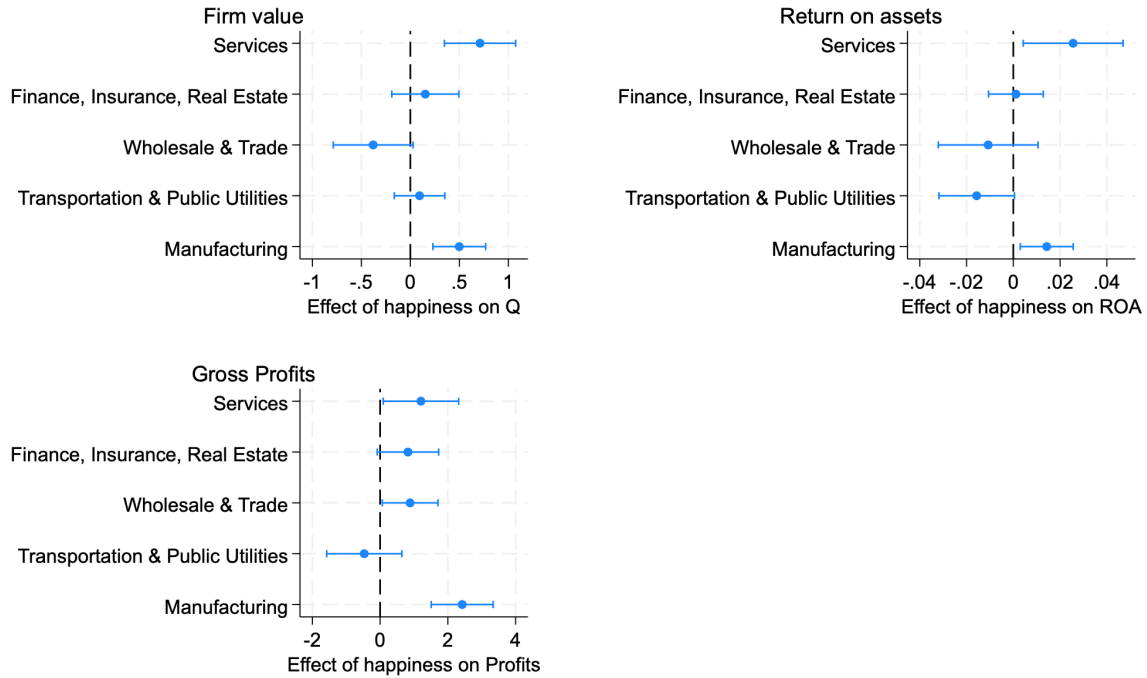 Firm value
Services
Finance, Insurance, Real Estate
Wholesale & Trade
Transportation & Public Utilities
Manufacturing
-1 -.5 0 .5 1
Effect of happiness on Q
Return on assets
Services
Finance, Insurance, Real Estate
Wholesale & Trade
Transportation & Public Utilities
Manufacturing
-.04 -.02 0 .02 .04
Effect of happiness on ROA
Gross Profits
Services
Finance, Insurance, Real Estate
Wholesale & Trade
Transportation & Public Utilities
Manufacturing
-2 0 2 4
Effect of happiness on Profits